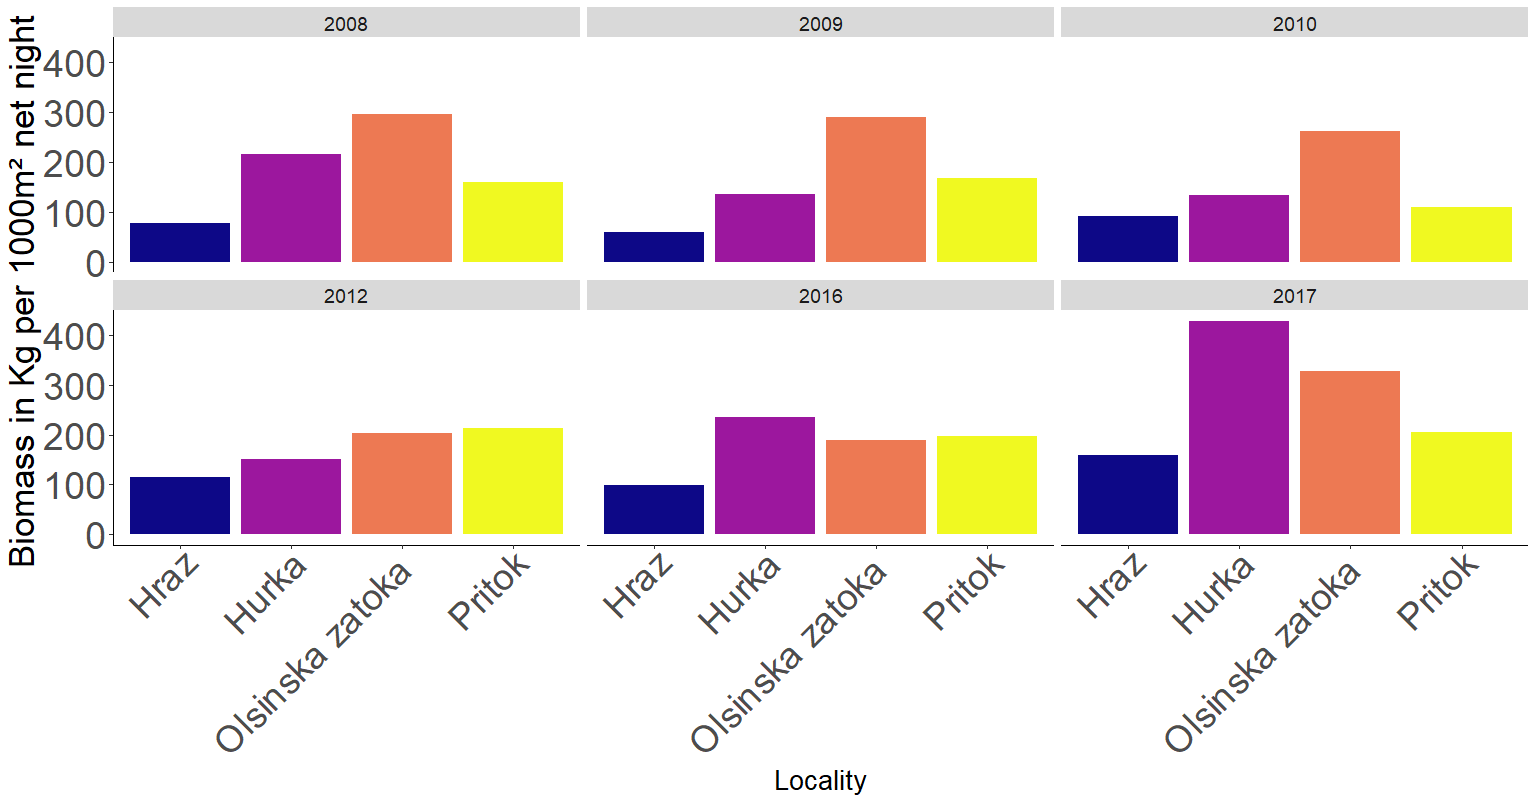 Biomass in Kg per 1000m² net night
2008
2009
2010
400
300
200
100
0
2012
2016
2017
400
300
200
100
0
Hraz
Hurka
Olsinska zatoka
Pritok
Hraz
Hurka
Olsinska zatoka
Pritok
Hraz
Hurka
Olsinska zatoka
Pritok
Locality